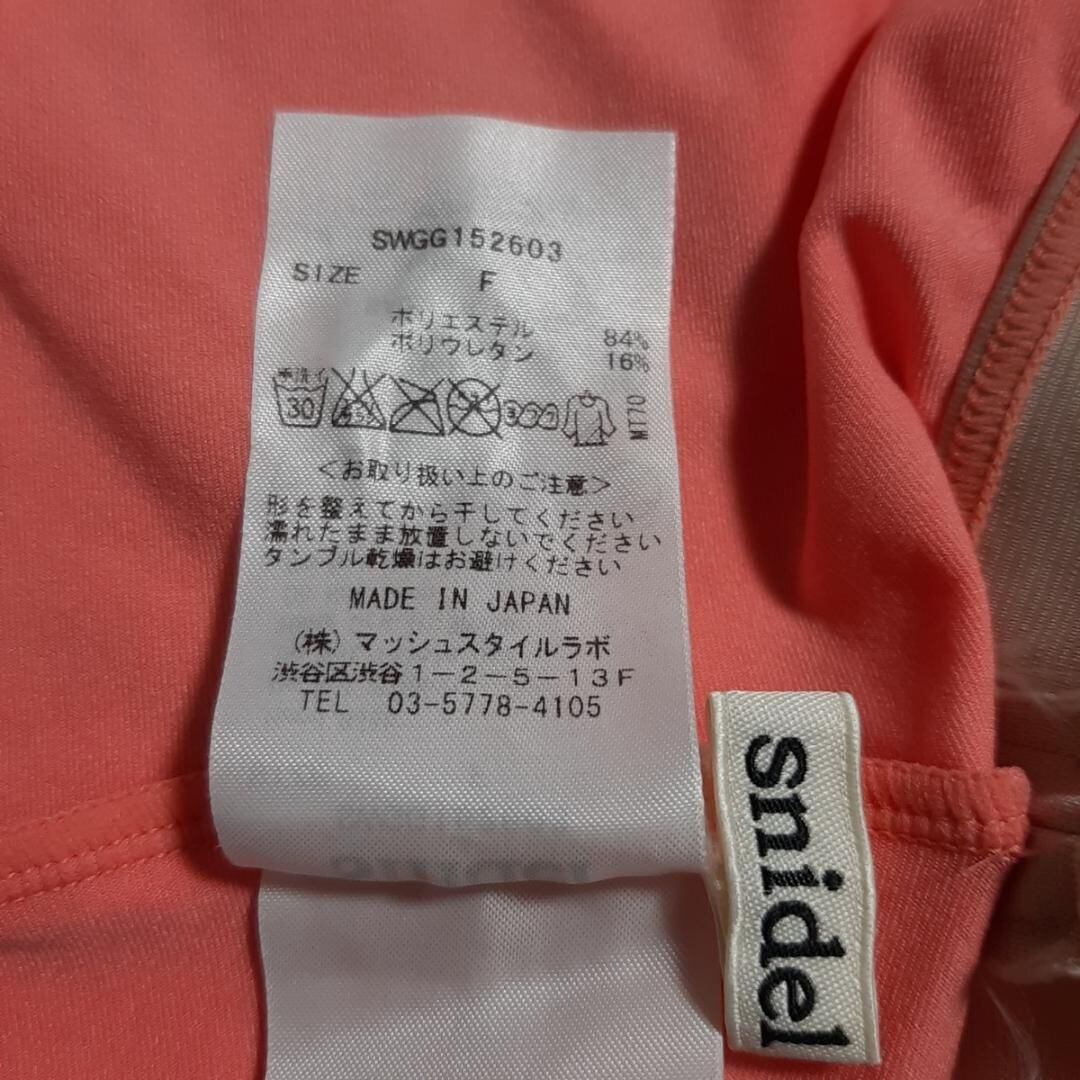 SWGG152603
SIZE F
ポリエステル 84%
ポリウレタン 16%
手洗イ
30
<お取り扱い上のご注意>
形を整えてから干してください
濡れたまま放置しないでください
タンブル乾燥はお避けください
MADE IN JAPAN
(株)マッシュスタイルラボ
渋谷区渋谷1-2-5-13F
TEL 03-5778-4105
snidel